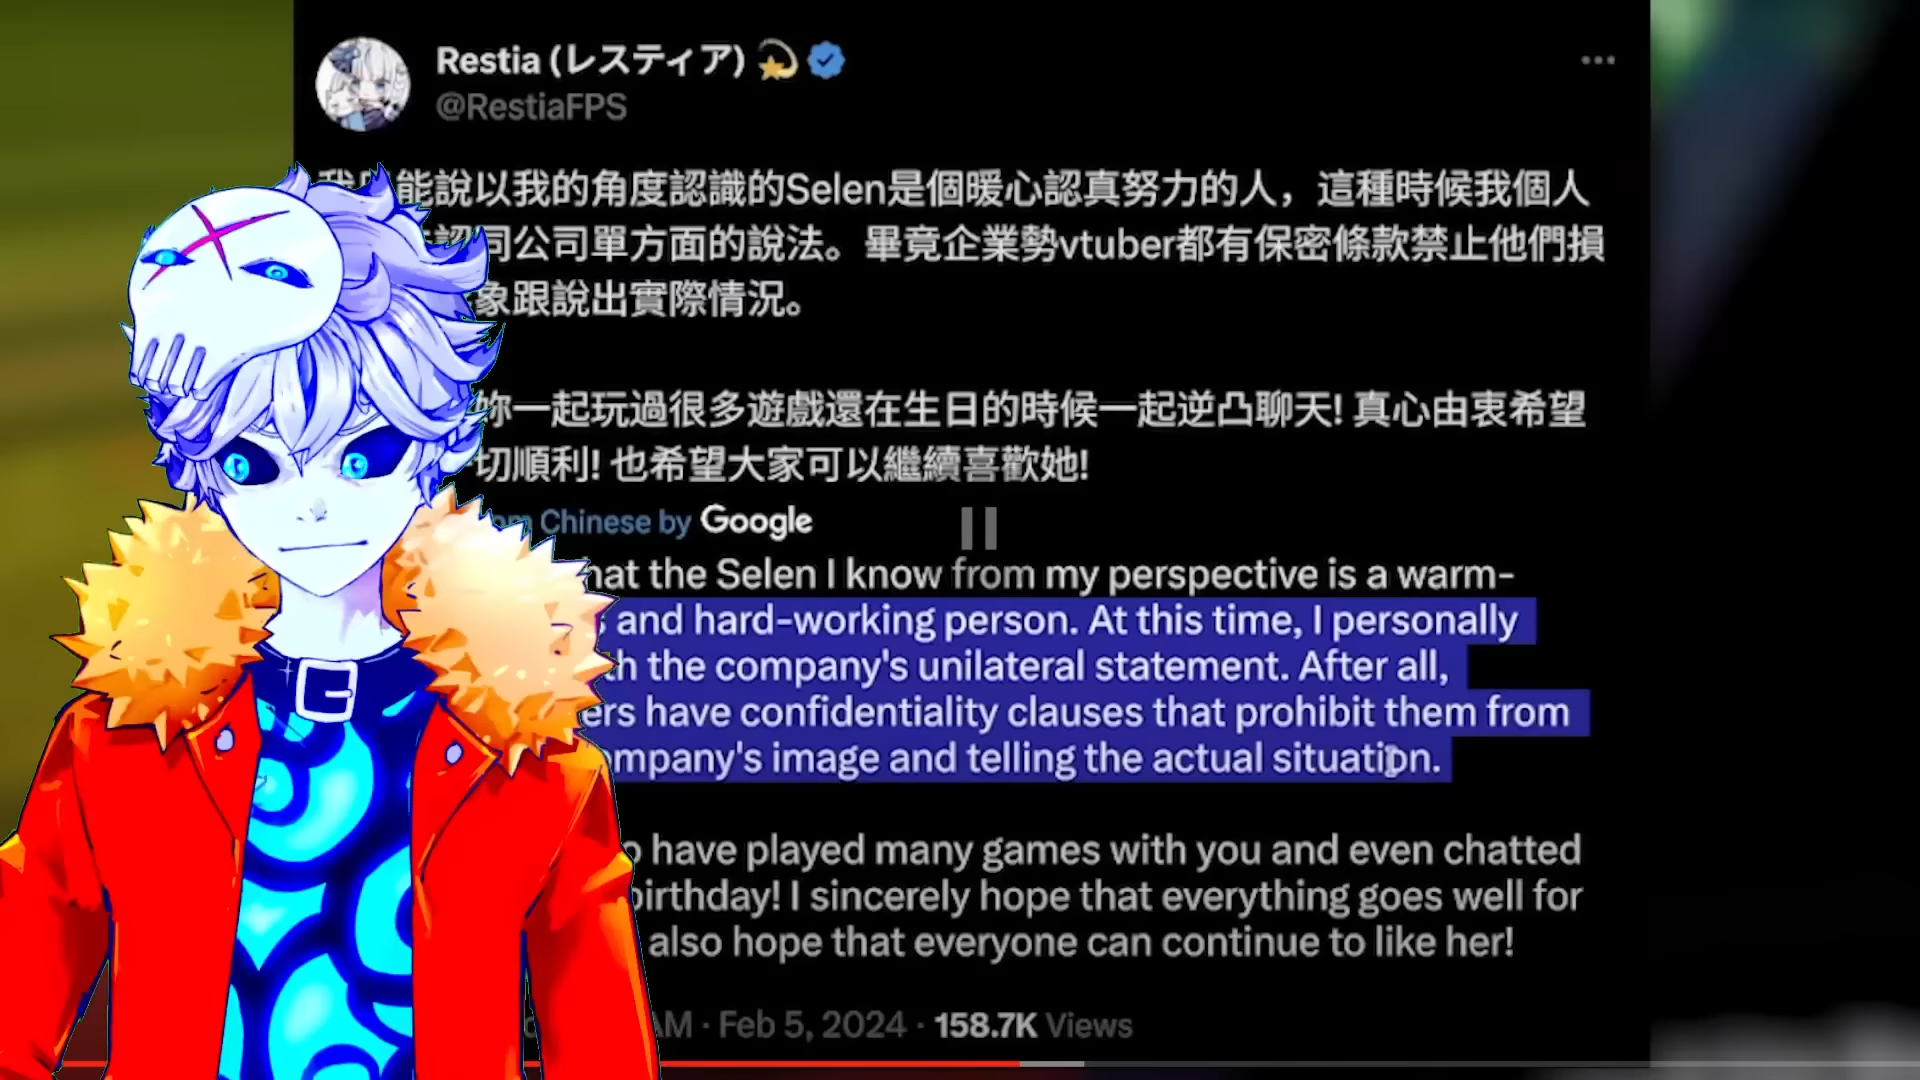 Restia (レスティア)
@RestiaFPS
能說以我的角度認識的Selen是個暖心認真努力的人，這種時候我個人
認同公司單方面的說法。畢竟企業勢vtuber都有保密條款禁止他們損
象跟說出實際情況。
妳一起玩過很多遊戲還在生日的時候一起逆凸聊天! 真心由衷希望
切順利! 也希望大家可以繼續喜歡她!
Chinese by Google
that the Selen I know from my perspective is a warm-
and hard-working person. At this time, I personally
the company's unilateral statement. After all,
have confidentiality clauses that prohibit them from
company's image and telling the actual situation.
have played many games with you and even chatted
birthday! I sincerely hope that everything goes well for
also hope that everyone can continue to like her!
AM · Feb 5, 2024 · 158.7K Views